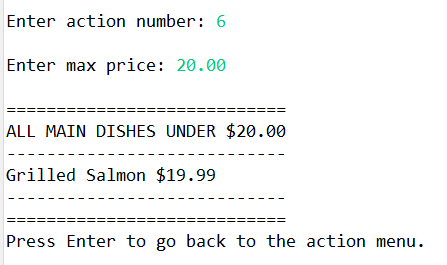 Enter action number: 6
Enter max price: 20.00
============================
ALL MAIN DISHES UNDER $20.00
----------------------------
Grilled Salmon $19.99
----------------------------
============================
Press Enter to go back to the action menu.